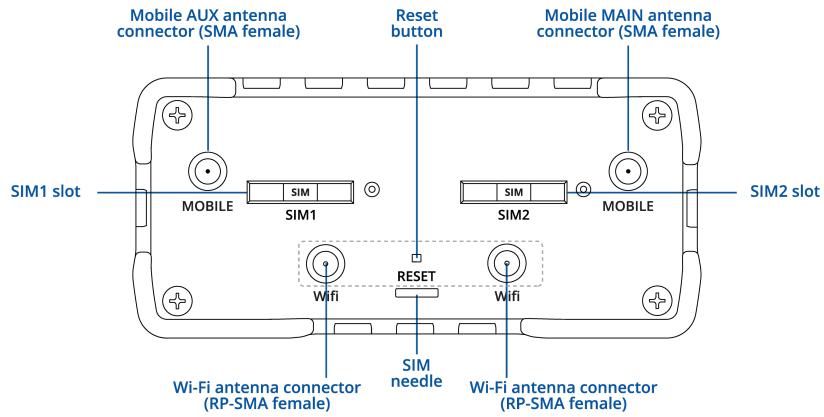 Mobile AUX antenna
connector (SMA female)
Reset
button
Mobile MAIN antenna
connector (SMA female)
SIM1 slot
SIM
SIM
SIM2 slot
MOBILE
SIM1
SIM2
MOBILE
RESET
Wifi
Wifi
SIM
needle
Wi-Fi antenna connector
(RP-SMA female)
Wi-Fi antenna connector
(RP-SMA female)